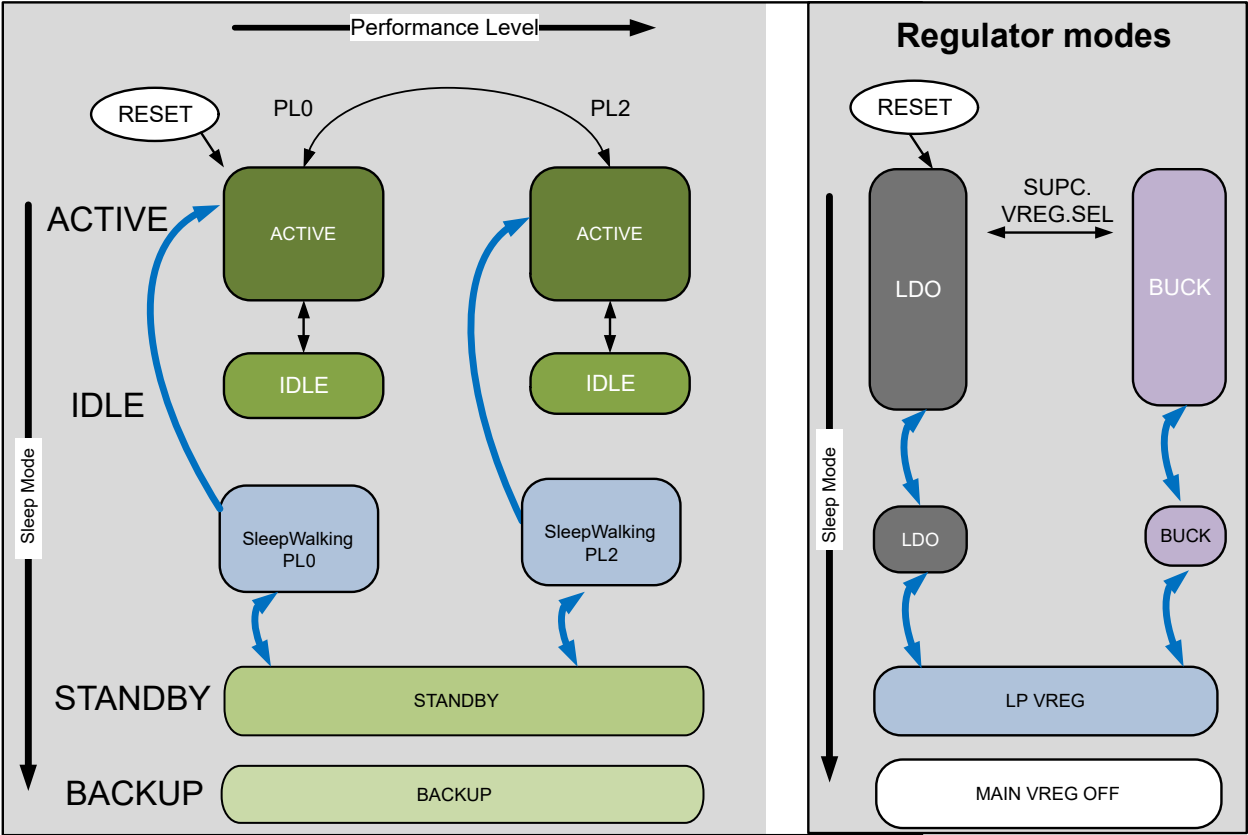 Performance Level
RESET
PL0
PL2
ACTIVE
ACTIVE
ACTIVE
IDLE
IDLE
IDLE
Sleep Mode
SleepWalking
PL0
SleepWalking
PL2
STANDBY
STANDBY
BACKUP
BACKUP
Regulator modes
RESET
SUPC.
VREG.SEL
LDO
BUCK
Sleep Mode
LDO
BUCK
LP VREG
MAIN VREG OFF